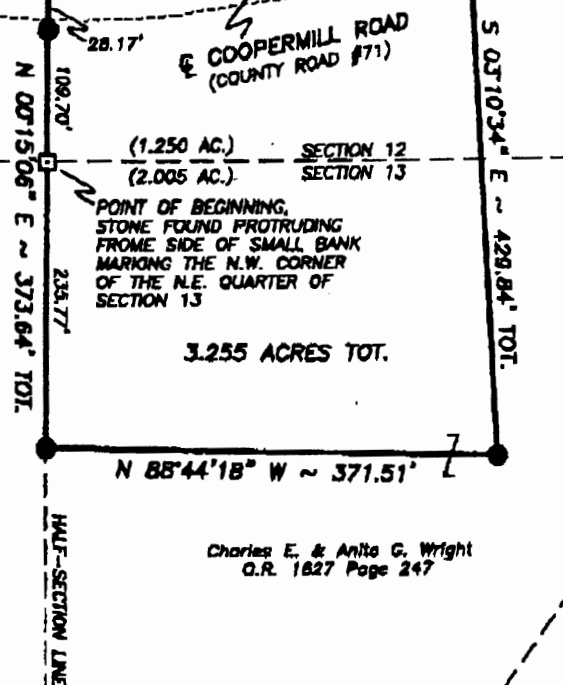 28.17'
℄ COOPERMILL ROAD
(COUNTY ROAD #71)
109.70'
N 00°15'06" E ~ 373.64' TOT.
S 03°10'34" E ~ 429.84' TOT.
(1.250 AC.) SECTION 12
(2.005 AC.) SECTION 13
POINT OF BEGINNING,
STONE FOUND PROTRUDING
FROME SIDE OF SMALL BANK
MARKING THE N.W. CORNER
OF THE N.E. QUARTER OF
SECTION 13
235.77'
3.255 ACRES TOT.
N 88°44'18" W ~ 371.51'
HALF-SECTION LINE
Charles E. & Anita G. Wright
O.R. 1627 Page 247